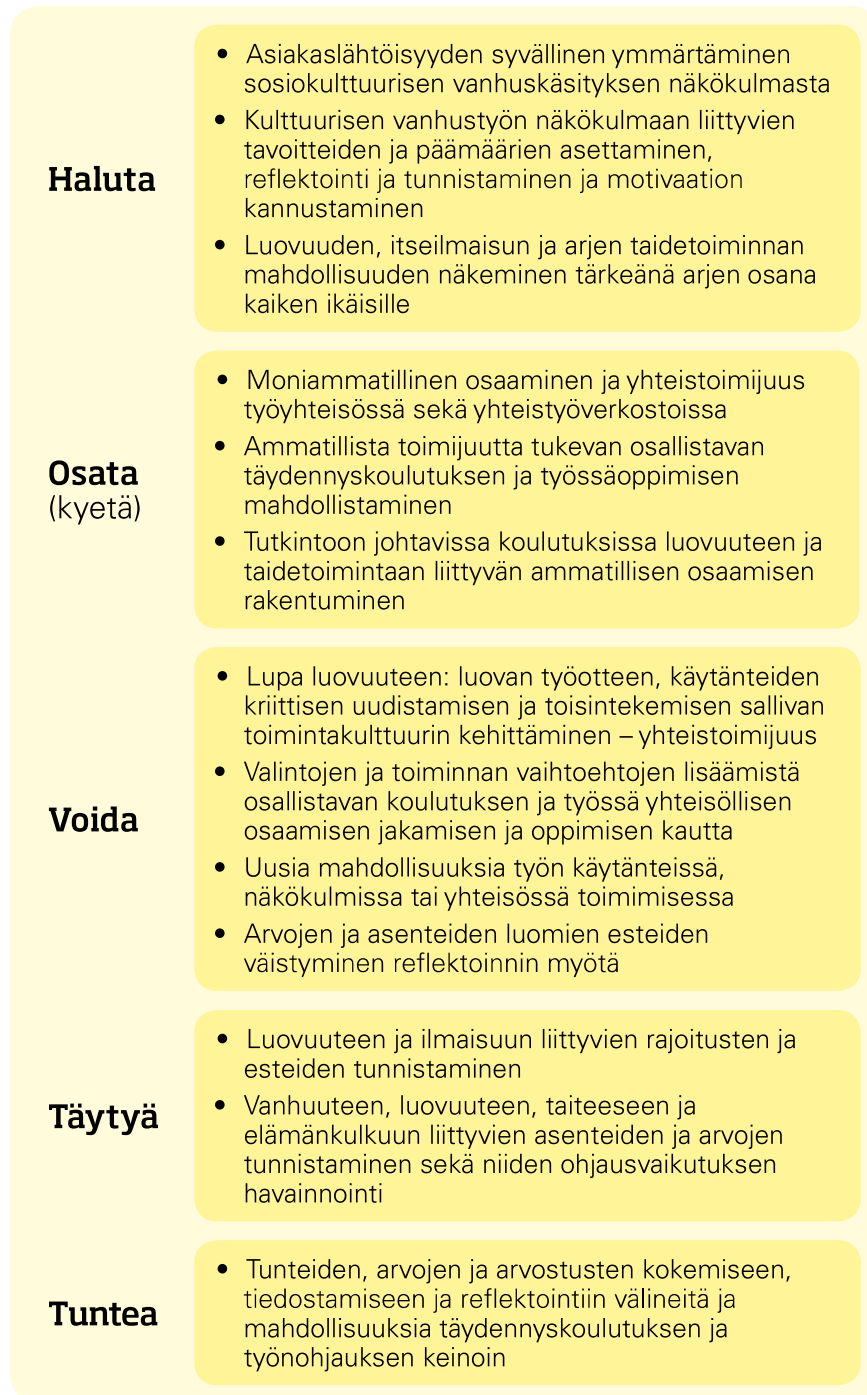 Haluta
• Asiakaslähtöisyyden syvällinen ymmärtäminen
sosiokulttuurisen vanhuskäsityksen näkökulmasta
• Kulttuurisen vanhustyön näkökulmaan liittyvien
tavoitteiden ja päämäärien asettaminen,
reflektointi ja tunnistaminen ja motivaation
kannustaminen
• Luovuuden, itseilmaisun ja arjen taidetoiminnan
mahdollisuuden näkeminen tärkeänä arjen osana
kaiken ikäisille
Osata
(kyetä)
• Moniammatillinen osaaminen ja yhteistoimijuus
työyhteisössä sekä yhteistyöverkostoissa
• Ammatillista toimijuutta tukevan osallistavan
täydennyskoulutuksen ja työssäoppimisen
mahdollistaminen
• Tutkintoon johtavissa koulutuksissa luovuuteen ja
taidetoimintaan liittyvän ammatillisen osaamisen
rakentuminen
Voida
• Lupa luovuuteen: luovan työotteen, käytänteiden
kriittisen uudistamisen ja toisintekemisen sallivan
toimintakulttuurin kehittäminen – yhteistoimijuus
• Valintojen ja toiminnan vaihtoehtojen lisäämistä
osallistavan koulutuksen ja työssä yhteisöllisen
osaamisen jakamisen ja oppimisen kautta
• Uusia mahdollisuuksia työn käytänteissä,
näkökulmissa tai yhteisössä toimimisessa
• Arvojen ja asenteiden luomien esteiden
väistyminen reflektoinnin myötä
Täytyä
• Luovuuteen ja ilmaisuun liittyvien rajoitusten ja
esteiden tunnistaminen
• Vanhuuteen, luovuuteen, taiteeseen ja
elämänkulkuun liittyvien asenteiden ja arvojen
tunnistaminen sekä niiden ohjausvaikutuksen
havainnointi
Tuntea
• Tunteiden, arvojen ja arvostusten kokemiseen,
tiedostamiseen ja reflektointiin välineitä ja
mahdollisuuksia täydennyskoulutuksen ja
työnohjauksen keinoin